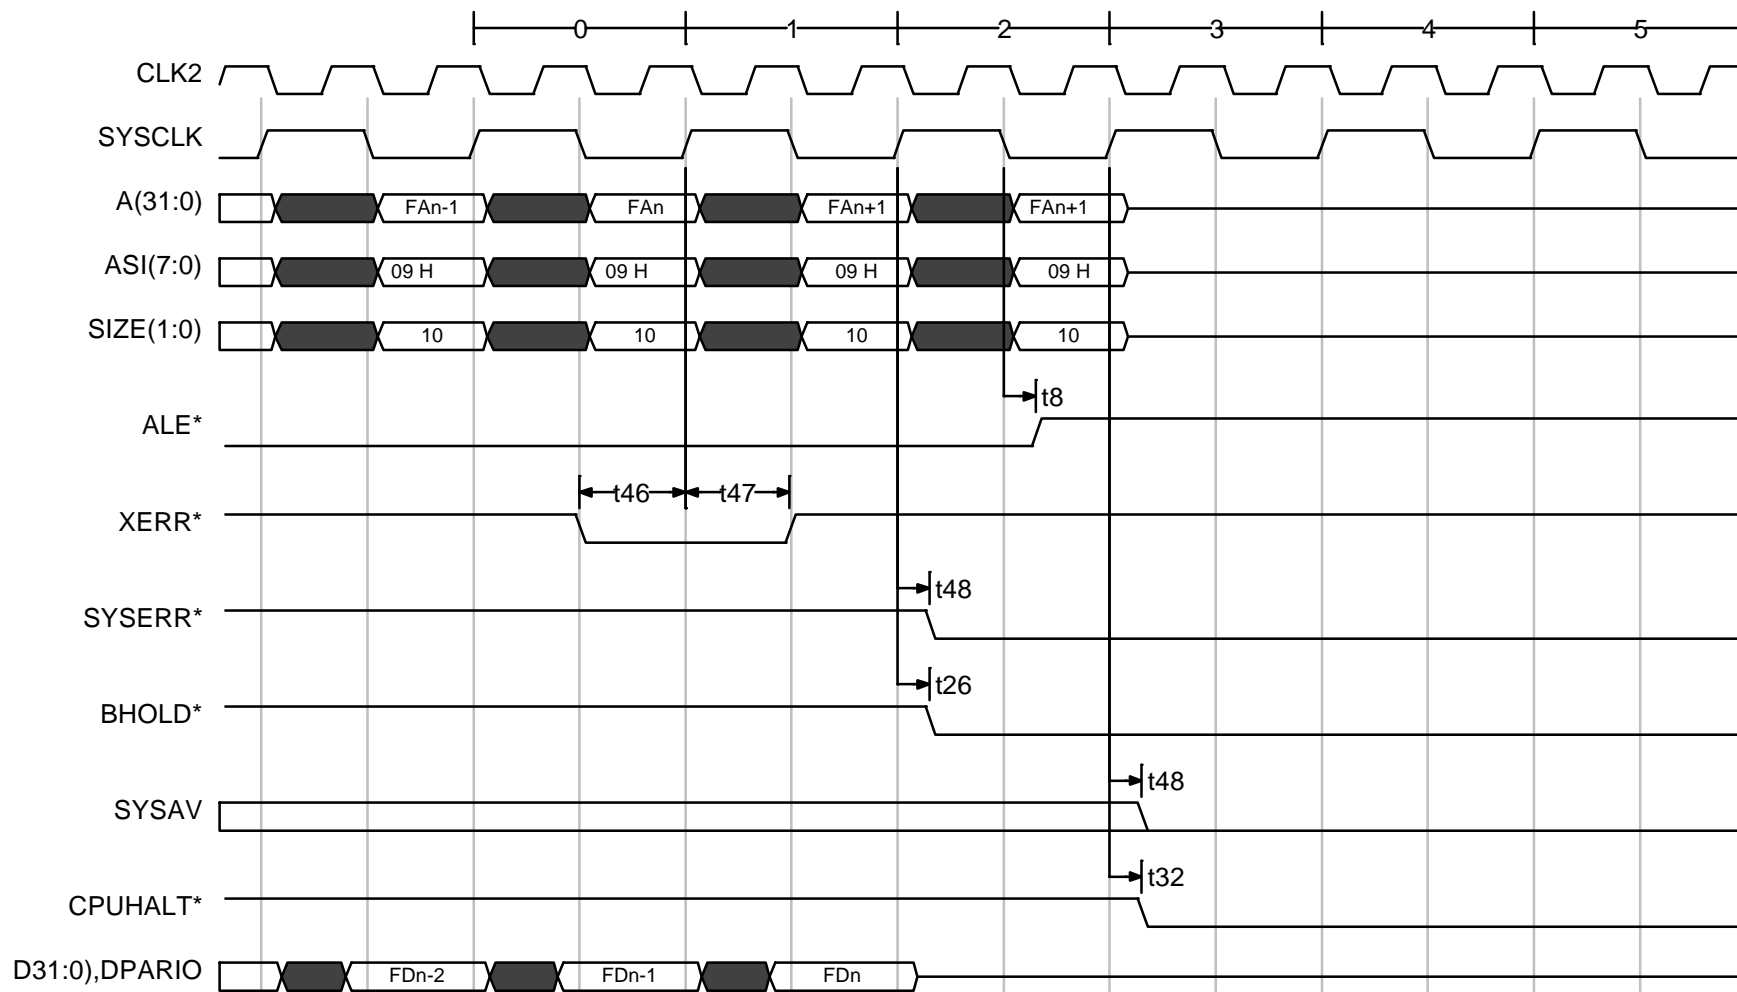 0 1 2 3 4 5
CLK2
SYSCLK
A(31:0) FAn-1 FAn FAn+1 FAn+1
ASI(7:0) 09 H 09 H 09 H 09 H
SIZE(1:0) 10 10 10 10
t8
ALE*
t46 t47
XERR*
t48
SYSERR*
t26
BHOLD*
t48
SYSAV
t32
CPUHALT*
D31:0),DPARIO FDn-2 FDn-1 FDn